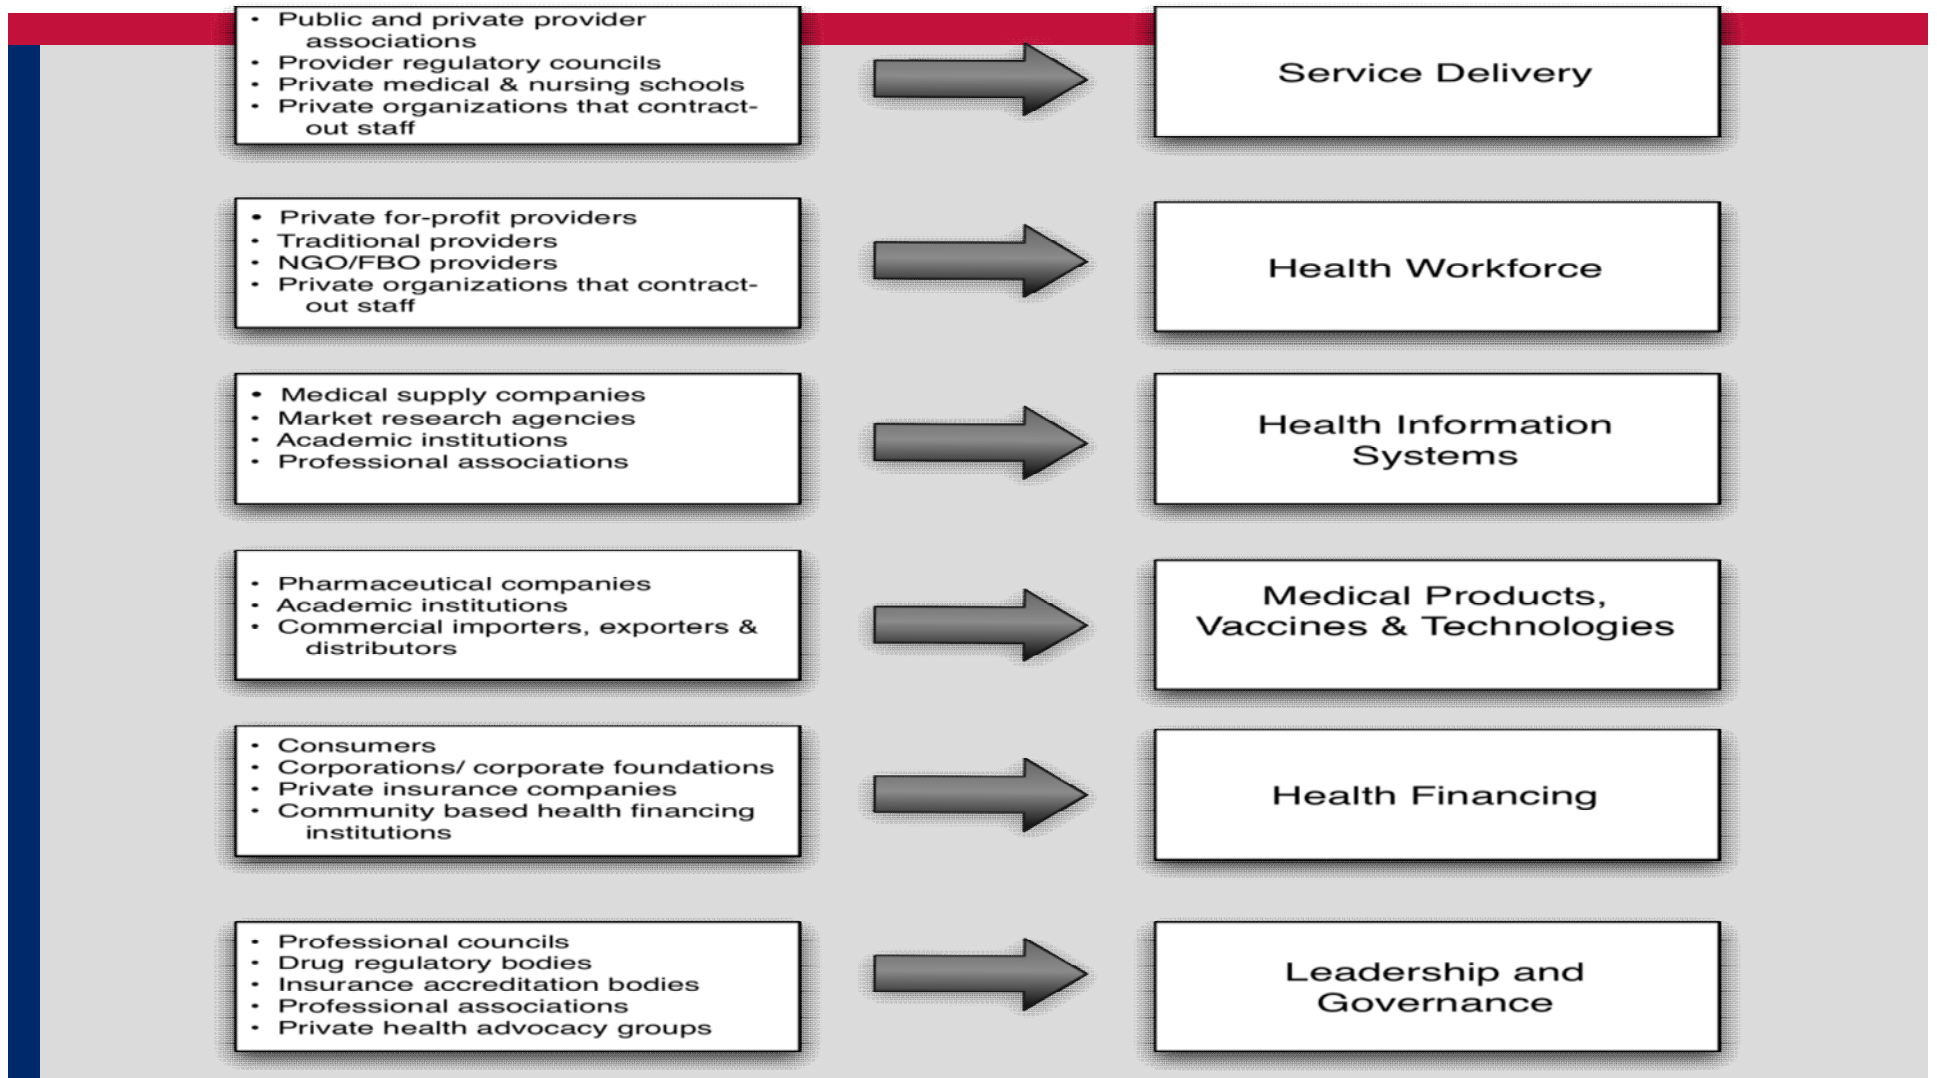 • Public and private provider
associations
• Provider regulatory councils
• Private medical & nursing schools
• Private organizations that contract-
out staff
Service Delivery
• Private for-profit providers
• Traditional providers
• NGO/FBO providers
• Private organizations that contract-
out staff
Health Workforce
• Medical supply companies
• Market research agencies
• Academic institutions
• Professional associations
Health Information
Systems
• Pharmaceutical companies
• Academic institutions
• Commercial importers, exporters &
distributors
Medical Products,
Vaccines & Technologies
• Consumers
• Corporations/ corporate foundations
• Private insurance companies
• Community based health financing
institutions
Health Financing
• Professional councils
• Drug regulatory bodies
• Insurance accreditation bodies
• Professional associations
• Private health advocacy groups
Leadership and
Governance